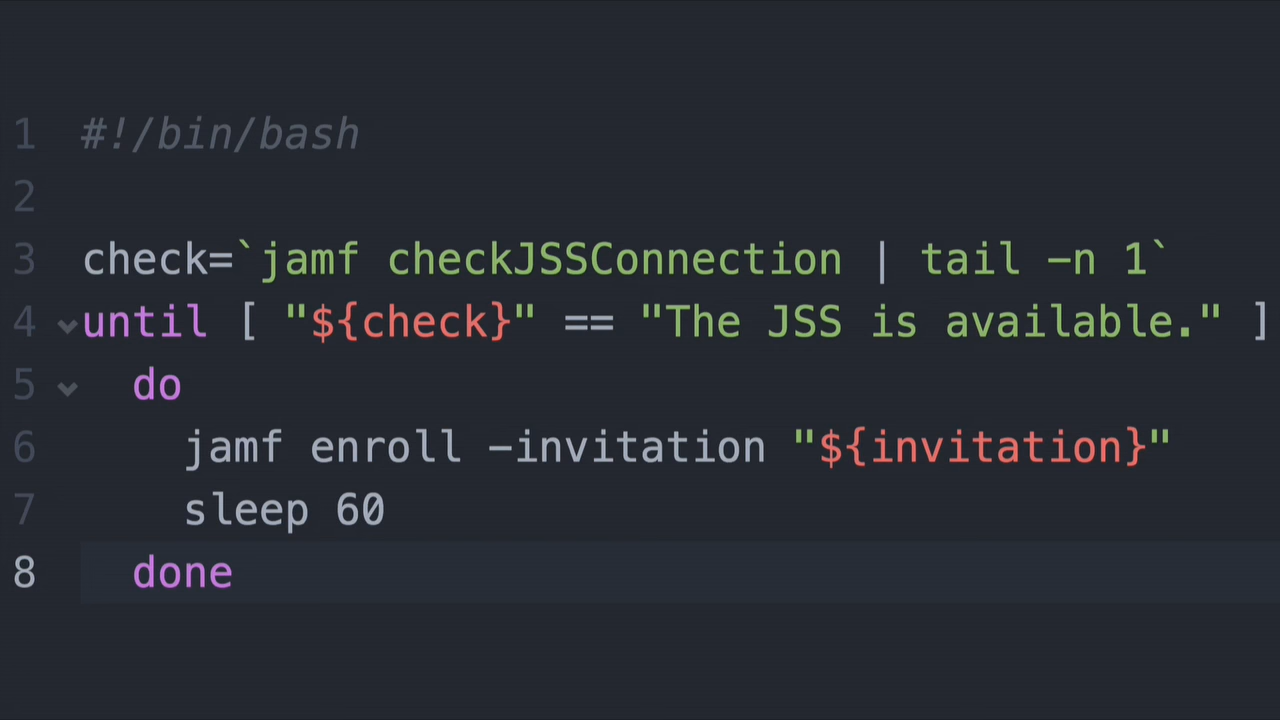 1 #!/bin/bash
2
3 check=`jamf checkJSSConnection | tail -n 1`
4 until [ "${check}" == "The JSS is available." ]
5 do
6 jamf enroll -invitation "${invitation}"
7 sleep 60
8 done